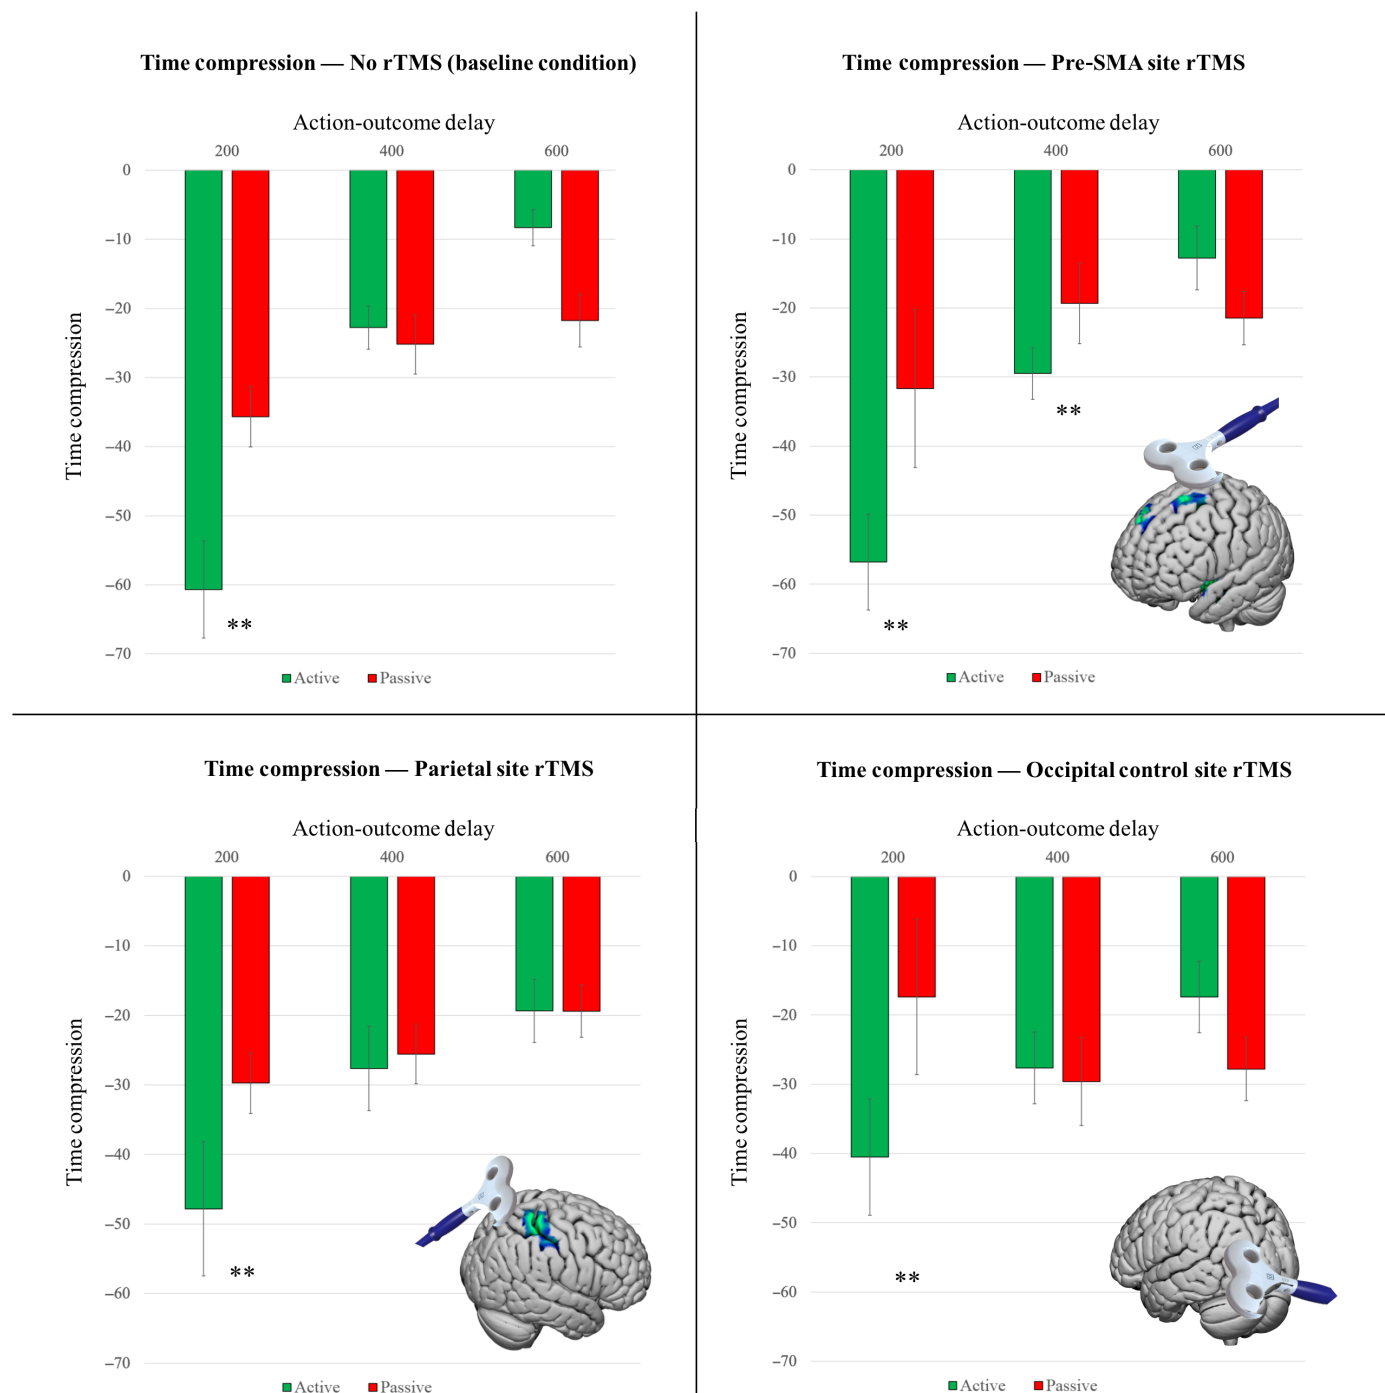 Time compression — No rTMS (baseline condition)
Action-outcome delay
200 400 600
0
–10
–20
–30
–40
–50
–60
–70
Time compression
**
Active Passive
Time compression — Pre-SMA site rTMS
Action-outcome delay
200 400 600
0
–10
–20
–30
–40
–50
–60
–70
Time compression
**
**
Active Passive
Time compression — Parietal site rTMS
Action-outcome delay
200 400 600
0
–10
–20
–30
–40
–50
–60
–70
Time compression
**
Active Passive
Time compression — Occipital control site rTMS
Action-outcome delay
200 400 600
0
–10
–20
–30
–40
–50
–60
–70
Time compression
**
Active Passive